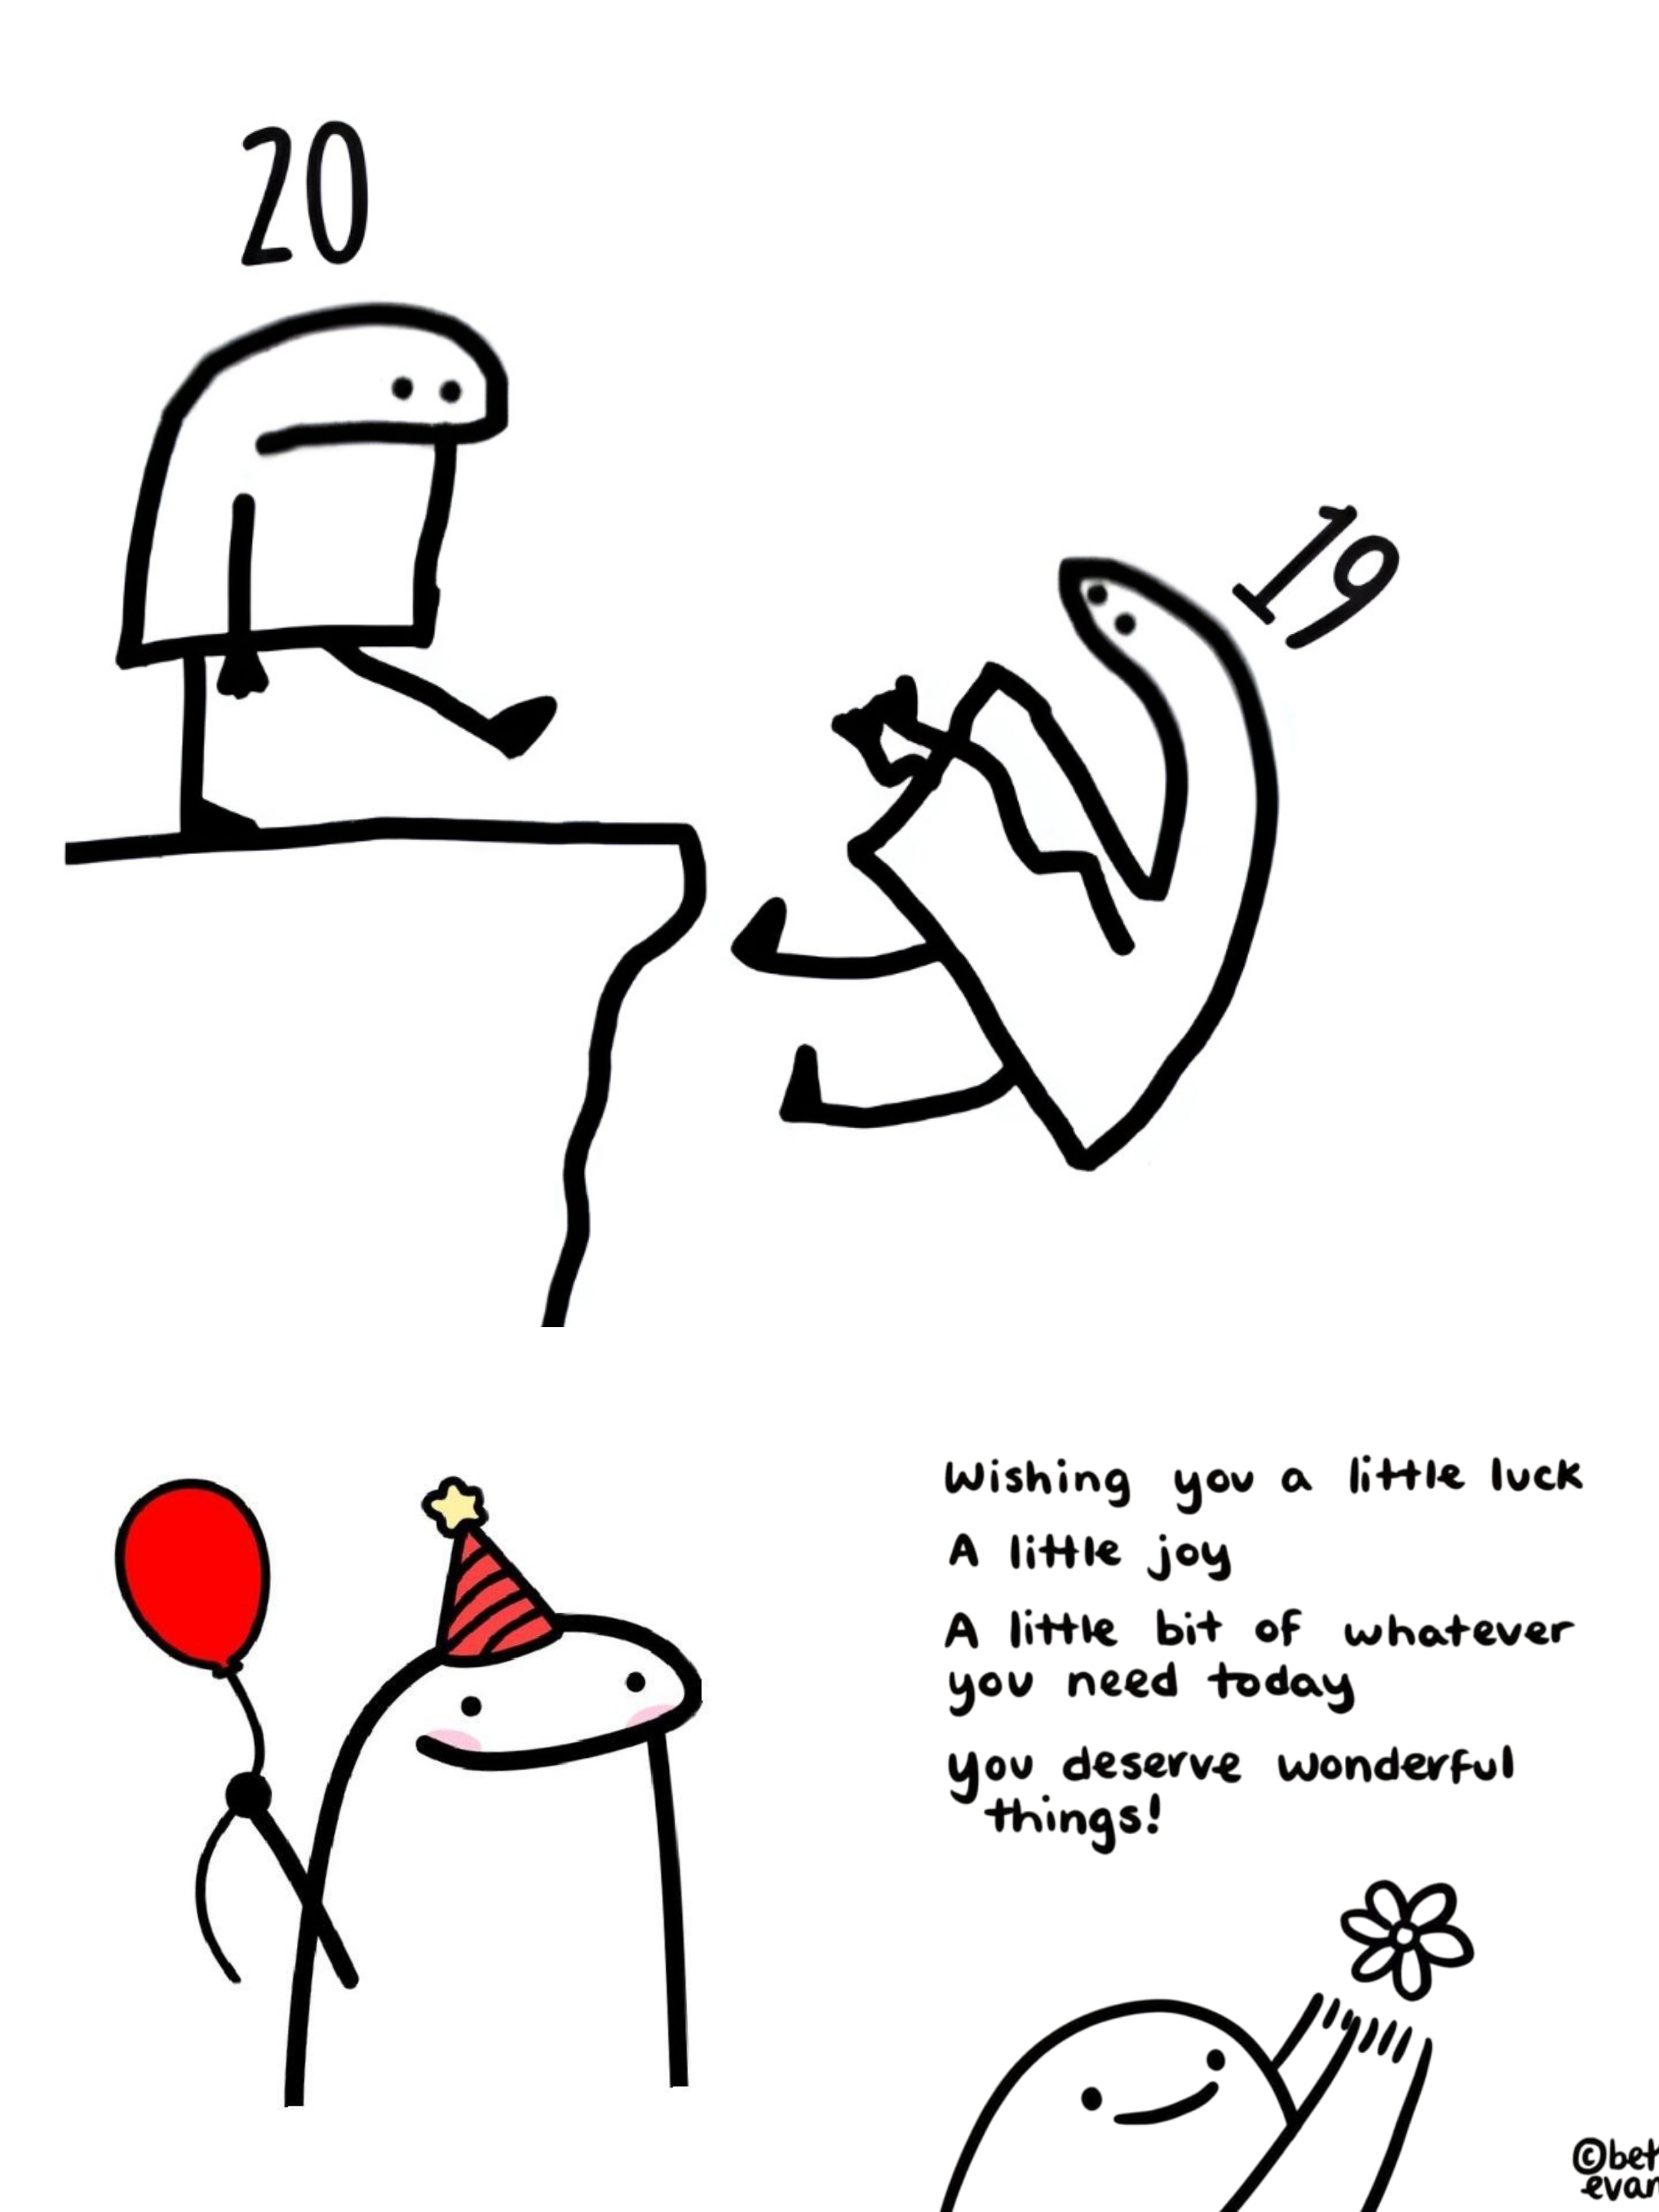 20
19
Wishing you a little luck
A little joy
A little bit of whatever
you need today
you deserve wonderful
things!
©